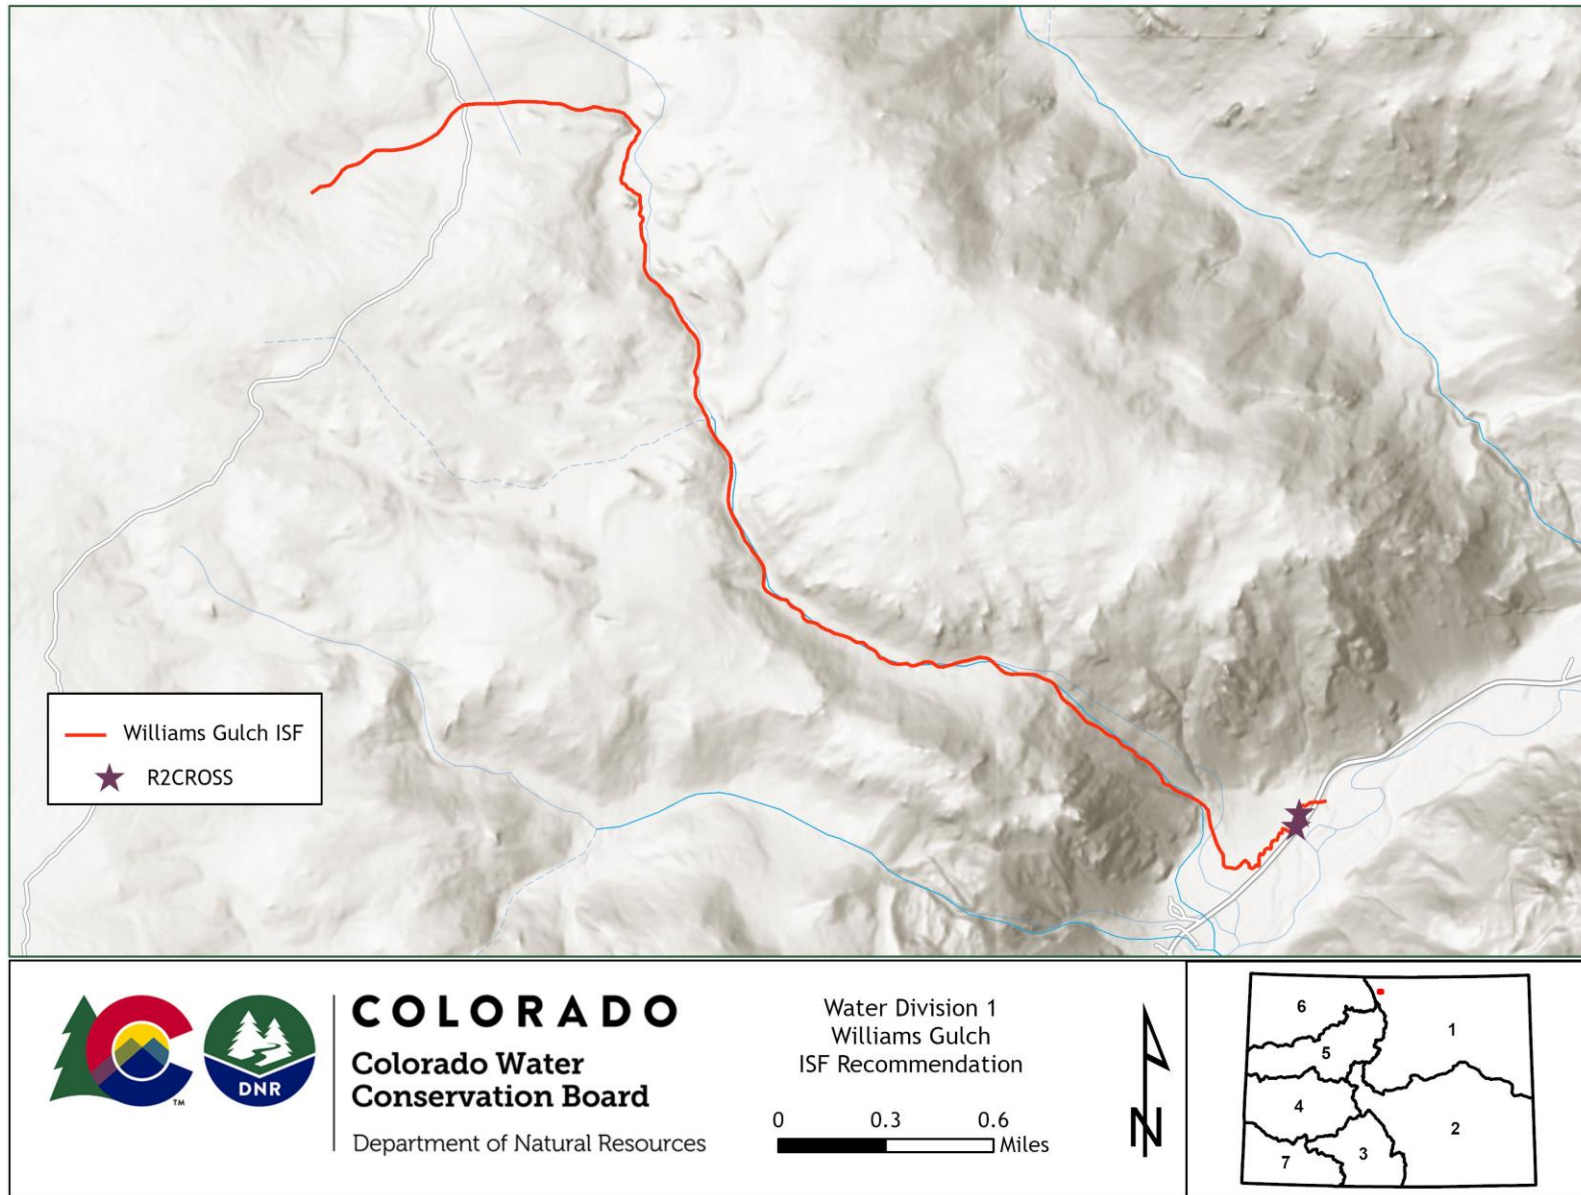 Williams Gulch ISF
R2CROSS
TM
DNR
COLORADO
Colorado Water
Conservation Board
Department of Natural Resources
Water Division 1
Williams Gulch
ISF Recommendation
0 0.3 0.6
Miles
N
6
1
5
4
2
3
7